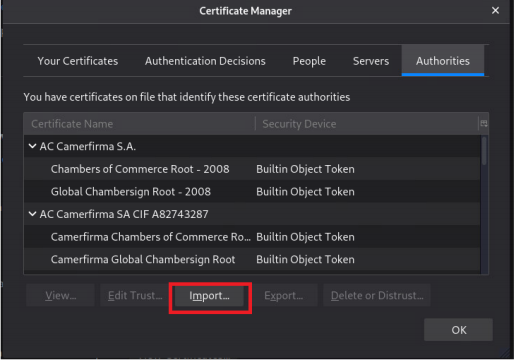 Certificate Manager
Your Certificates Authentication Decisions People Servers Authorities
You have certificates on file that identify these certificate authorities
Certificate Name Security Device
AC Camerfirma S.A.
Chambers of Commerce Root - 2008 Builtin Object Token
Global Chambersign Root - 2008 Builtin Object Token
AC Camerfirma SA CIF A82743287
Camerfirma Chambers of Commerce Ro... Builtin Object Token
Camerfirma Global Chambersign Root Builtin Object Token
View... Edit Trust... Import... Export... Delete or Distrust...
OK